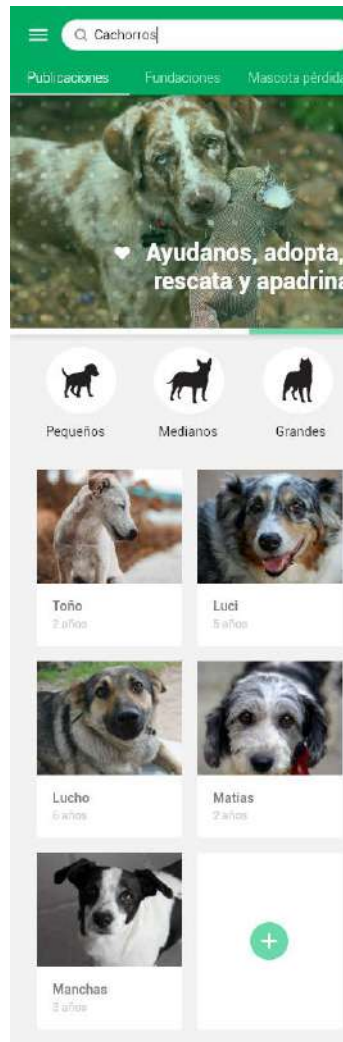 Cachorros
Publicaciones Fundaciones Mascota pérdida
Ayudanos, adopta,
rescata y apadrina
Pequeños Medianos Grandes
Toño Luci
2 años 5 años
Lucho Matias
6 años 2 años
Manchas
3 años